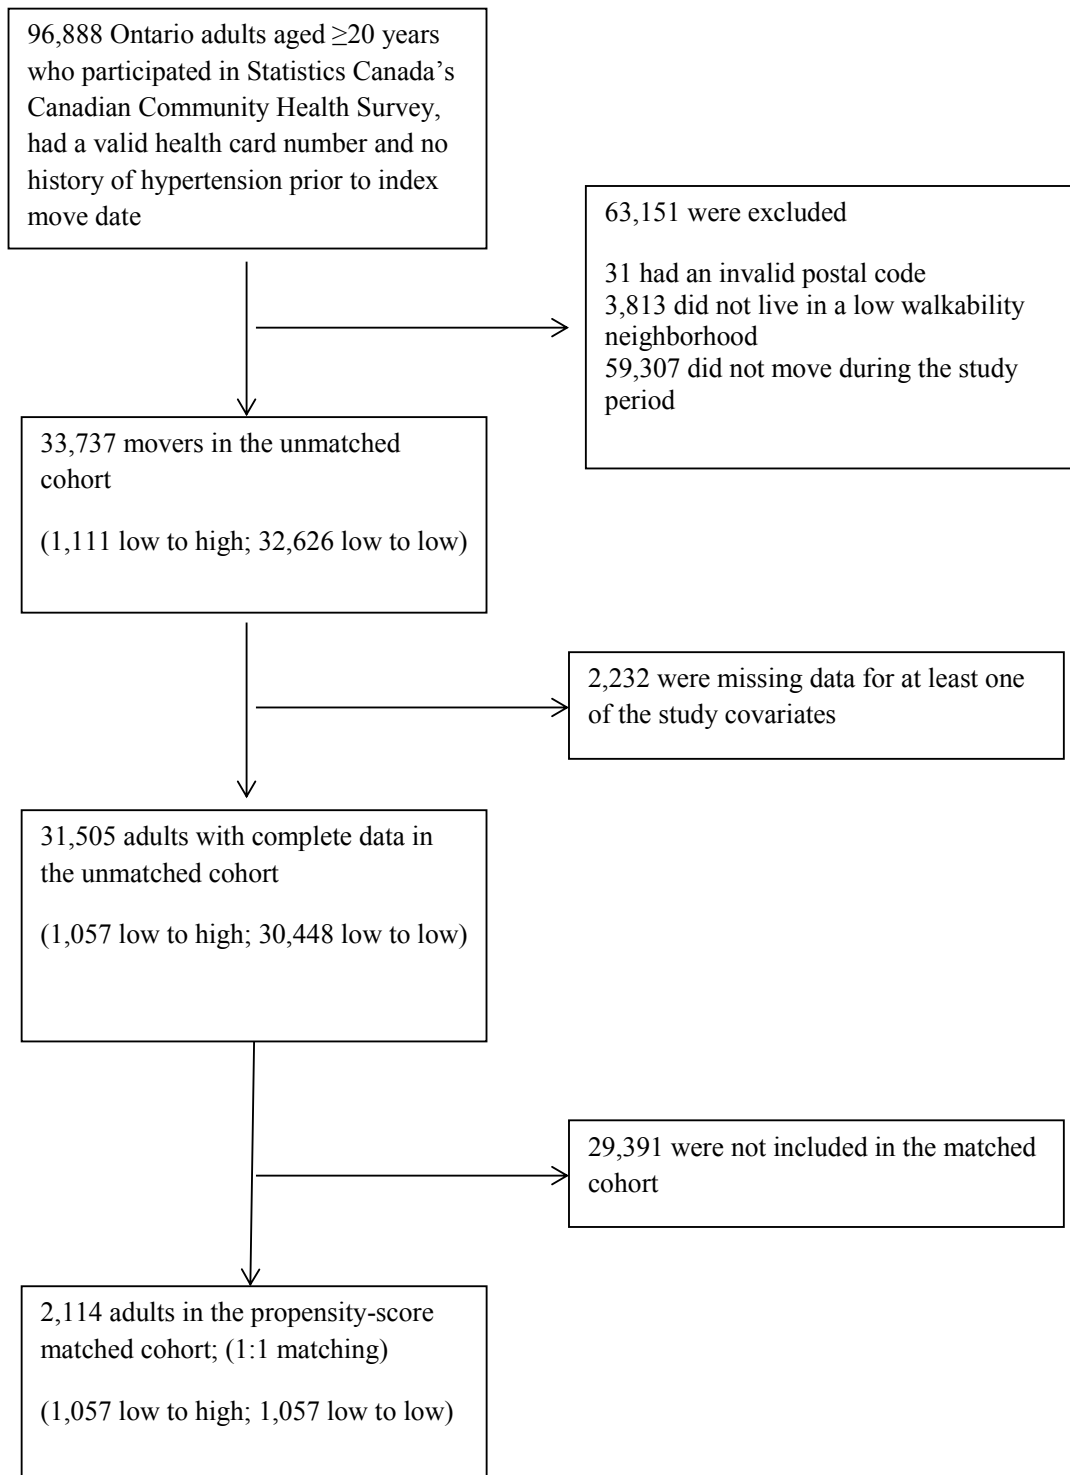 96,888 Ontario adults aged ≥20 years
who participated in Statistics Canada’s
Canadian Community Health Survey,
had a valid health card number and no
history of hypertension prior to index
move date
63,151 were excluded
31 had an invalid postal code
3,813 did not live in a low walkability
neighborhood
59,307 did not move during the study
period
33,737 movers in the unmatched
cohort
(1,111 low to high; 32,626 low to low)
2,232 were missing data for at least one
of the study covariates
31,505 adults with complete data in
the unmatched cohort
(1,057 low to high; 30,448 low to low)
29,391 were not included in the matched
cohort
2,114 adults in the propensity-score
matched cohort; (1:1 matching)
(1,057 low to high; 1,057 low to low)